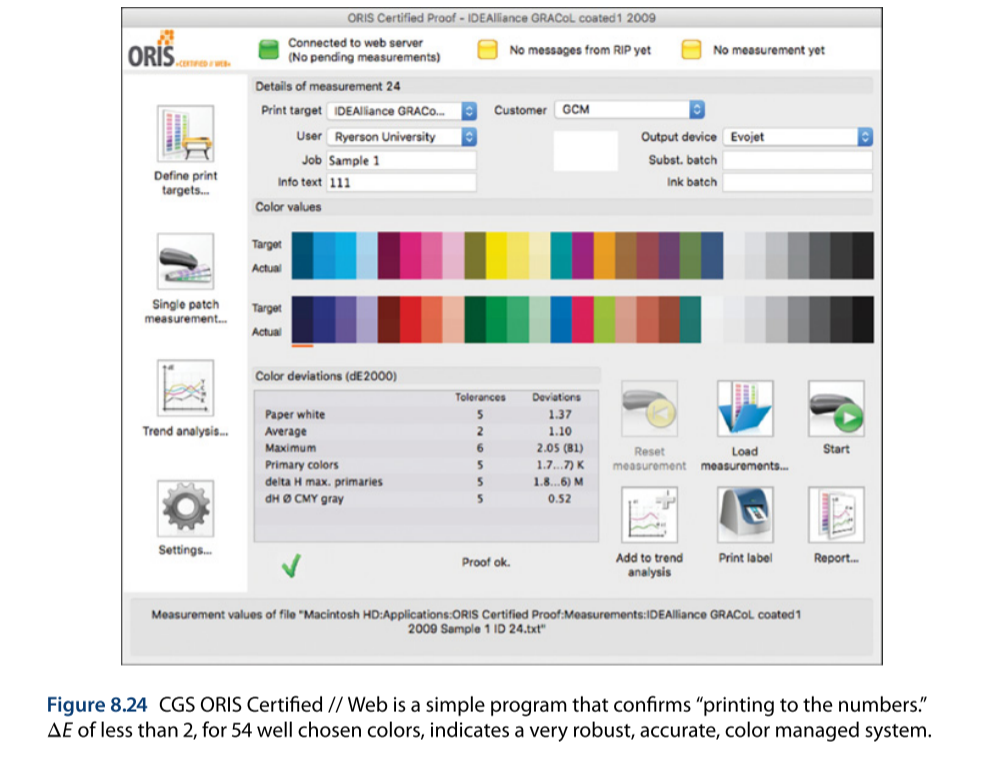 ORIS Certified Proof - IDEAlliance GRACoL coated1 2009
ORIS
CERTIFIED // WEB
Connected to web server
(No pending measurements)
No messages from RIP yet
No measurement yet
Details of measurement 24
Print target IDEAlliance GRACo...
Customer GCM
User Ryerson University
Output device Evojet
Job Sample 1
Subst. batch
Info text 111
Ink batch
Define print
targets...
Color values
Target
Actual
Single patch
measurement...
Target
Actual
Trend analysis...
Color deviations (dE2000)
Tolerances Deviations
Paper white 5 1.37
Average 2 1.10
Maximum 6 2.05 (B1)
Primary colors 5 1.7...7) K
delta H max. primaries 5 1.8...6) M
dH Ø CMY gray 5 0.52
Reset
measurement
Load
measurements...
Start
Settings...
Proof ok.
Add to trend
analysis
Print label
Report...
Measurement values of file "Macintosh HD:Applications:ORIS Certified Proof:Measurements:IDEAlliance GRACoL coated1
2009 Sample 1 ID 24.txt"
Figure 8.24 CGS ORIS Certified // Web is a simple program that confirms “printing to the numbers.”
ΔE of less than 2, for 54 well chosen colors, indicates a very robust, accurate, color managed system.